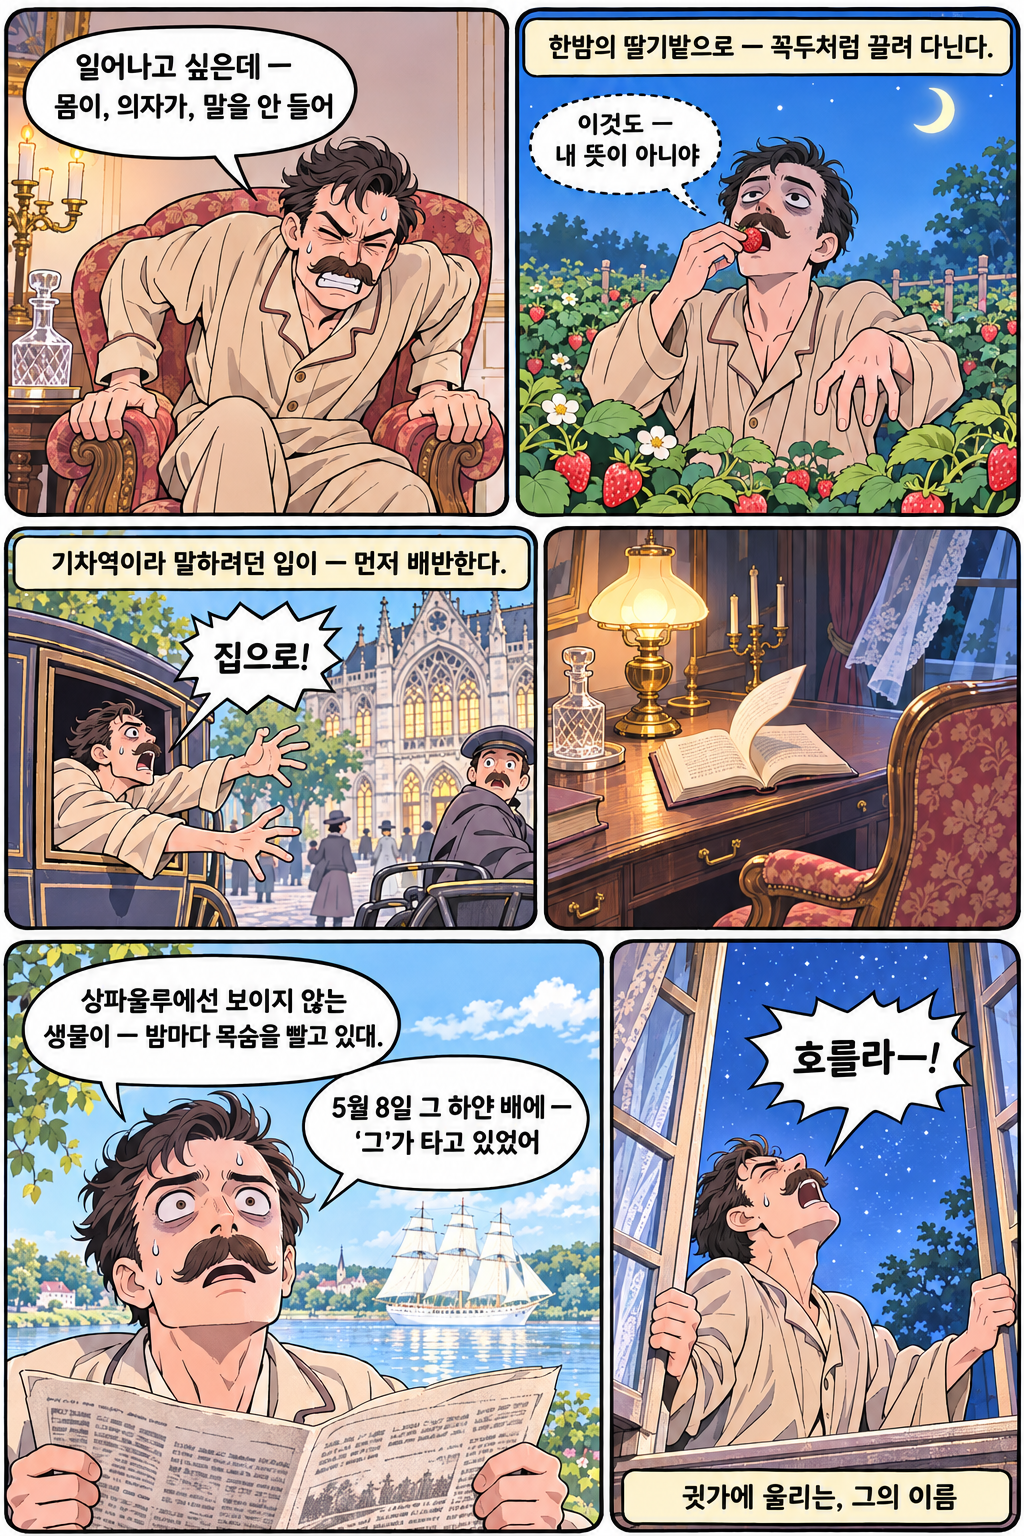 일어나고 싶은데 —
몸이, 의자가, 말을 안 들어
한밤의 딸기밭으로 — 꼭두처럼 끌려 다닌다.
이것도 —
내 뜻이 아니야
기차역이라 말하려던 입이 — 먼저 배반한다.
집으로!
상파울루에선 보이지 않는
생물이 — 밤마다 목숨을 빨고 있대.
5월 8일 그 하얀 배에 —
‘그’가 타고 있었어
호를라—!
귓가에 울리는, 그의 이름